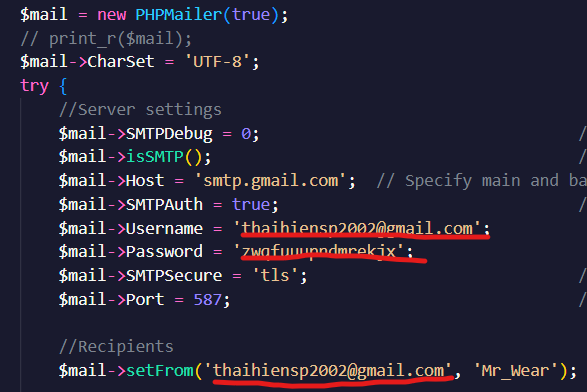 $mail = new PHPMailer(true);
// print_r($mail);
$mail->CharSet = 'UTF-8';
try {
//Server settings
$mail->SMTPDebug = 0; /
$mail->isSMTP(); /
$mail->Host = 'smtp.gmail.com'; // Specify main and ba
$mail->SMTPAuth = true; /
$mail->Username = 'thaihiensp2002@gmail.com';
$mail->Password = '';
$mail->SMTPSecure = 'tls'; /
$mail->Port = 587; /
//Recipients
$mail->setFrom('thaihiensp2002@gmail.com', 'Mr_Wear');